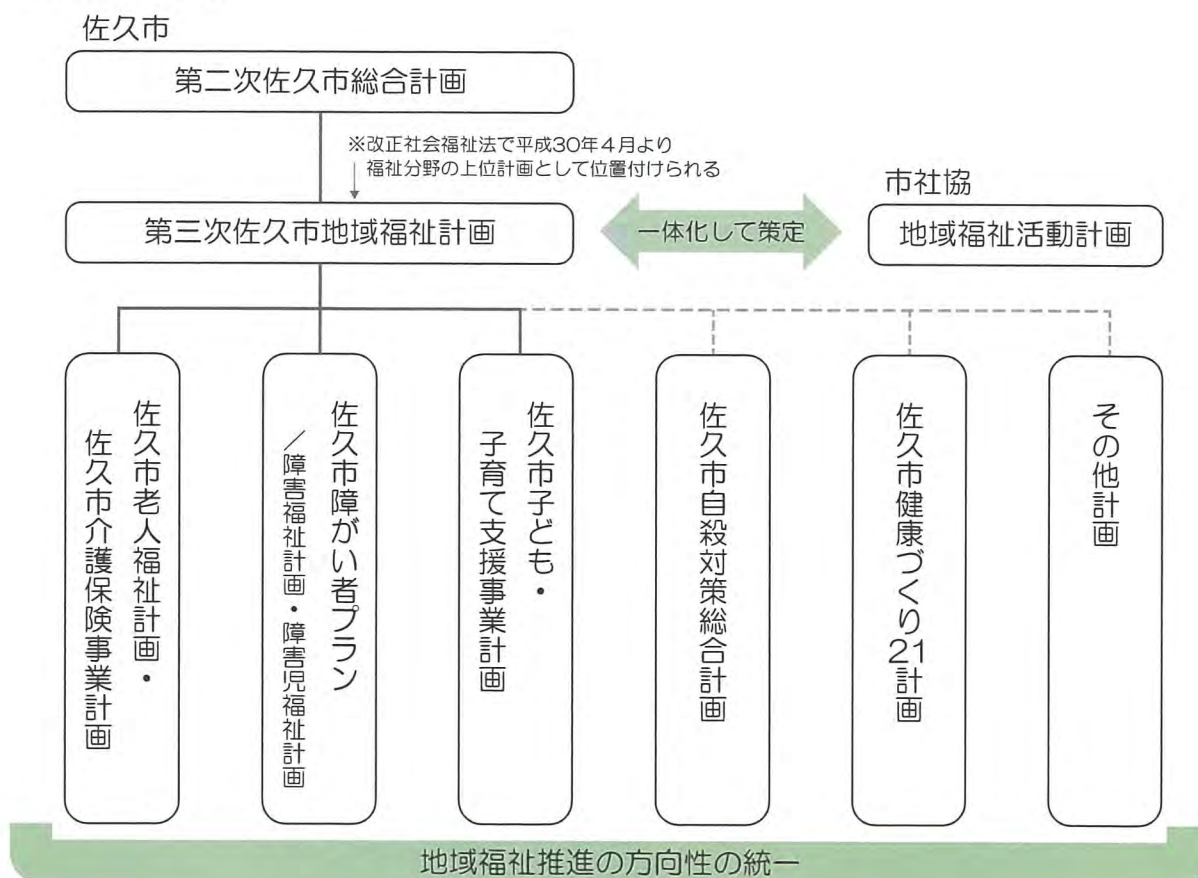 佐久市
第二次佐久市総合計画
※改正社会福祉法で平成30年4月より
福祉分野の上位計画として位置付けられる
第三次佐久市地域福祉計画
一体化して策定
市社協
地域福祉活動計画
佐久市老人福祉計画・
佐久市介護保険事業計画
佐久市障がい者プラン
／障害福祉計画・障害児福祉計画
佐久市子ども・
子育て支援事業計画
佐久市自殺対策総合計画
佐久市健康づくり21計画
その他計画
地域福祉推進の方向性の統一